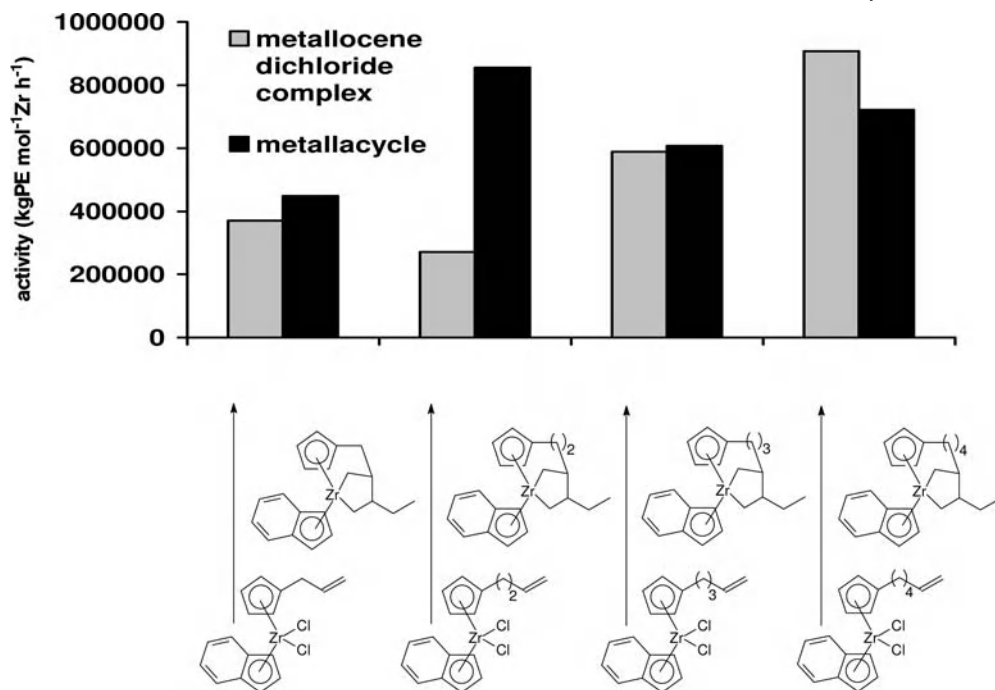 1000000
800000
600000
400000
200000
0
activity (kgPE mol⁻¹Zr h⁻¹)
metallocene
dichloride
complex
metallacycle
Zr
( )2
Zr
( )3
Zr
( )4
Zr
Cl
Zr
Cl
( )2
Cl
Zr
Cl
( )3
Cl
Zr
Cl
( )4
Cl
Zr
Cl